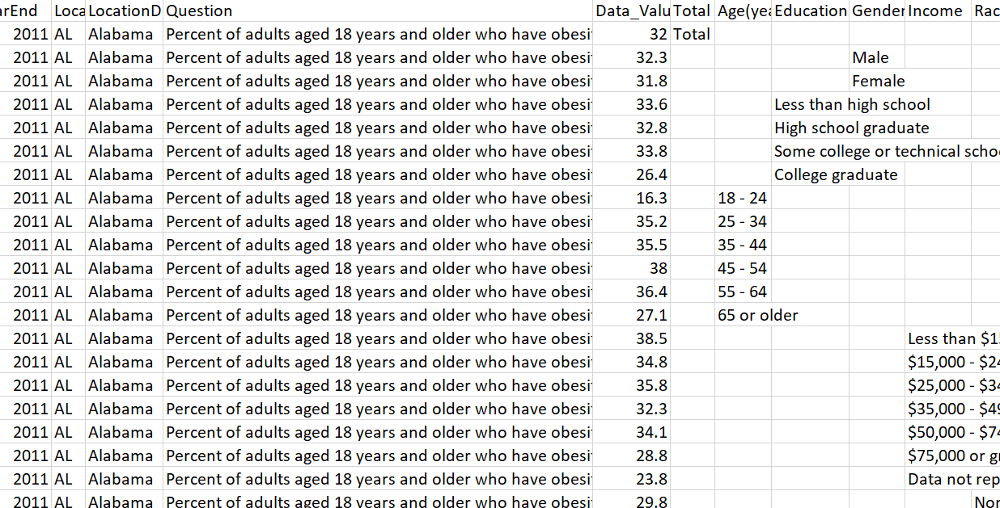 arEnd Loca LocationD Question Data_Valu Total Age(yea Education Gender Income Rac
2011 AL Alabama Percent of adults aged 18 years and older who have obesi 32 Total
2011 AL Alabama Percent of adults aged 18 years and older who have obesi 32.3 Male
2011 AL Alabama Percent of adults aged 18 years and older who have obesi 31.8 Female
2011 AL Alabama Percent of adults aged 18 years and older who have obesi 33.6 Less than high school
2011 AL Alabama Percent of adults aged 18 years and older who have obesi 32.8 High school graduate
2011 AL Alabama Percent of adults aged 18 years and older who have obesi 33.8 Some college or technical scho
2011 AL Alabama Percent of adults aged 18 years and older who have obesi 26.4 College graduate
2011 AL Alabama Percent of adults aged 18 years and older who have obesi 16.3 18 - 24
2011 AL Alabama Percent of adults aged 18 years and older who have obesi 35.2 25 - 34
2011 AL Alabama Percent of adults aged 18 years and older who have obesi 35.5 35 - 44
2011 AL Alabama Percent of adults aged 18 years and older who have obesi 38 45 - 54
2011 AL Alabama Percent of adults aged 18 years and older who have obesi 36.4 55 - 64
2011 AL Alabama Percent of adults aged 18 years and older who have obesi 27.1 65 or older
2011 AL Alabama Percent of adults aged 18 years and older who have obesi 38.5 Less than $15
2011 AL Alabama Percent of adults aged 18 years and older who have obesi 34.8 $15,000 - $24
2011 AL Alabama Percent of adults aged 18 years and older who have obesi 35.8 $25,000 - $34
2011 AL Alabama Percent of adults aged 18 years and older who have obesi 32.3 $35,000 - $49
2011 AL Alabama Percent of adults aged 18 years and older who have obesi 34.1 $50,000 - $74
2011 AL Alabama Percent of adults aged 18 years and older who have obesi 28.8 $75,000 or gr
2011 AL Alabama Percent of adults aged 18 years and older who have obesi 23.8 Data not rep
2011 AL Alabama Percent of adults aged 18 years and older who have obesi 29.8 Non